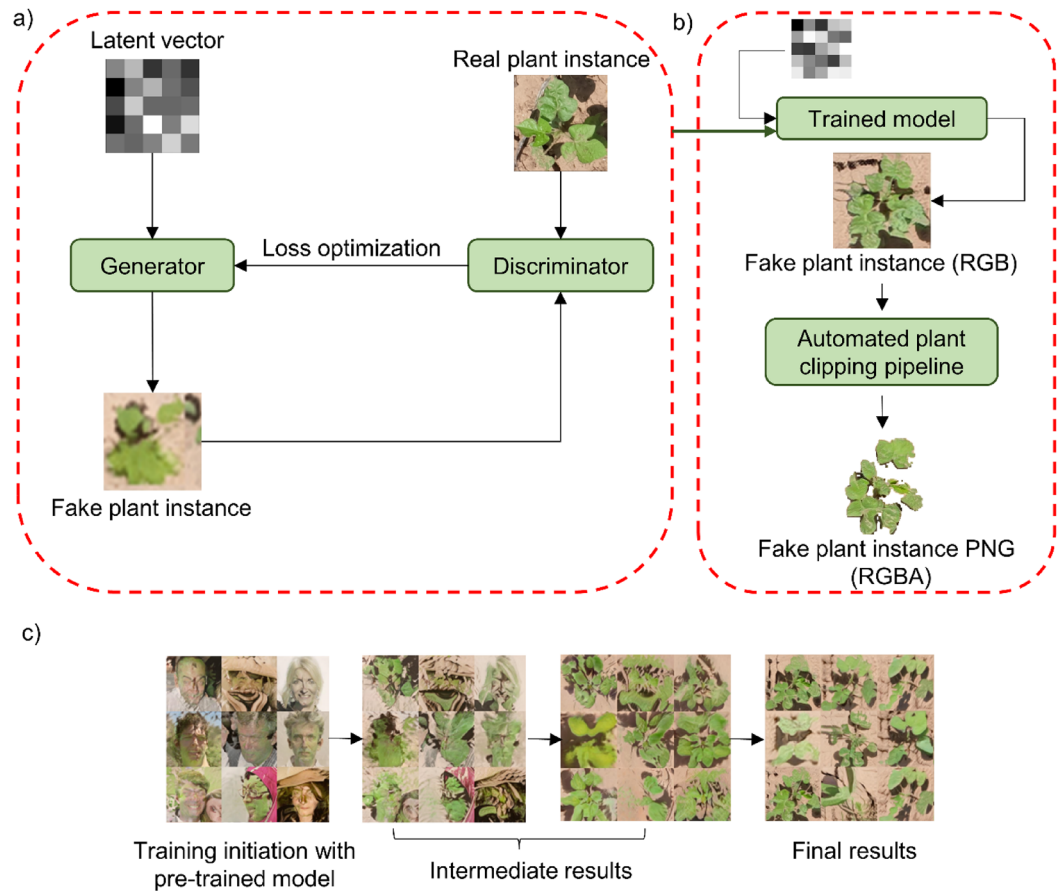 a)
Latent vector
Real plant instance
Generator
Loss optimization
Discriminator
Fake plant instance
b)
Trained model
Fake plant instance (RGB)
Automated plant
clipping pipeline
Fake plant instance PNG
(RGBA)
c)
Training initiation with
pre-trained model
Intermediate results
Final results